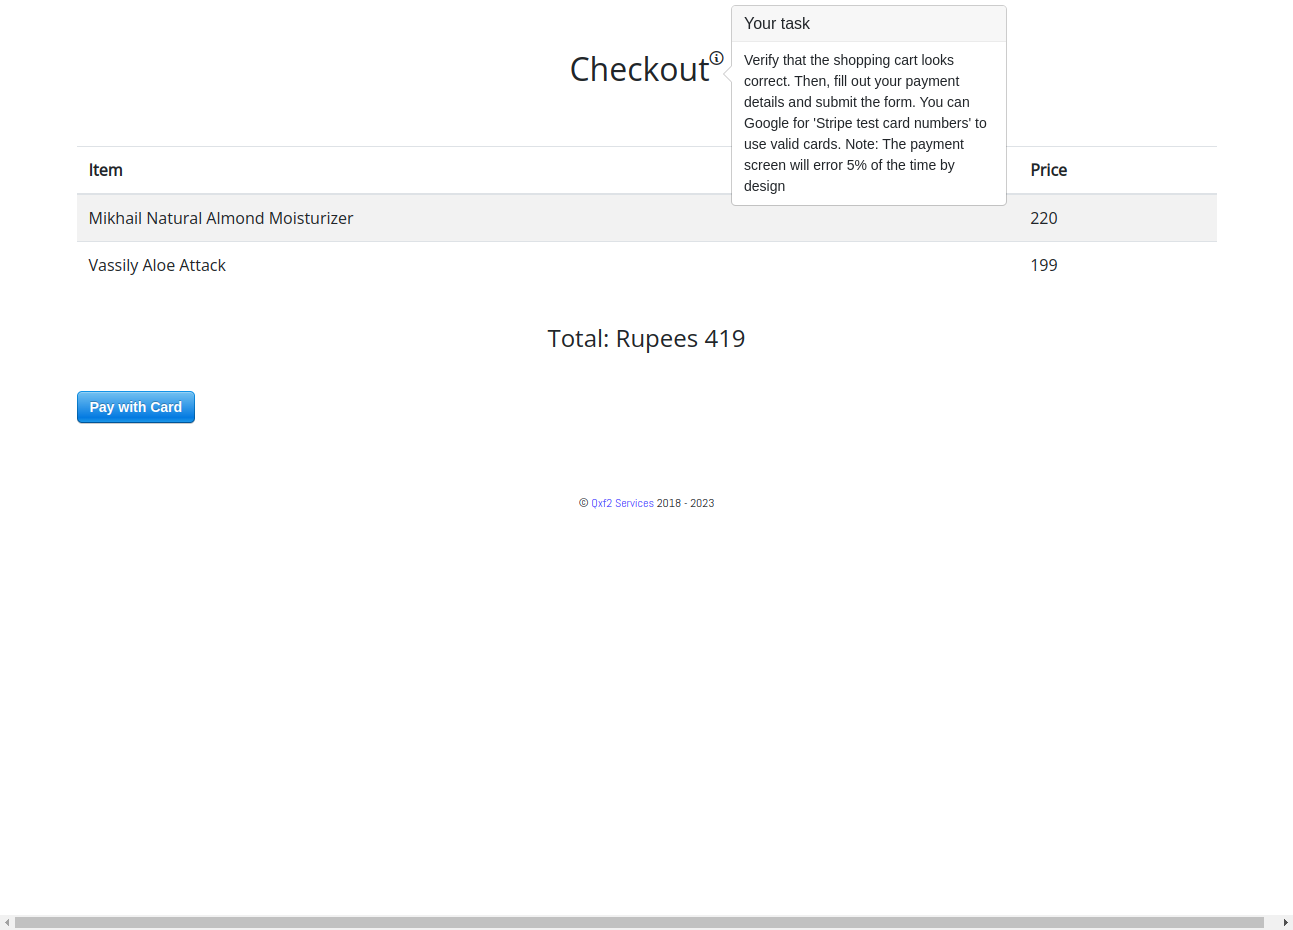 Checkout
Your task
Verify that the shopping cart looks
correct. Then, fill out your payment
details and submit the form. You can
Google for 'Stripe test card numbers' to
use valid cards. Note: The payment
screen will error 5% of the time by
design
Item Price
Mikhail Natural Almond Moisturizer 220
Vassily Aloe Attack 199
Total: Rupees 419
Pay with Card
© Qxf2 Services 2018 - 2023